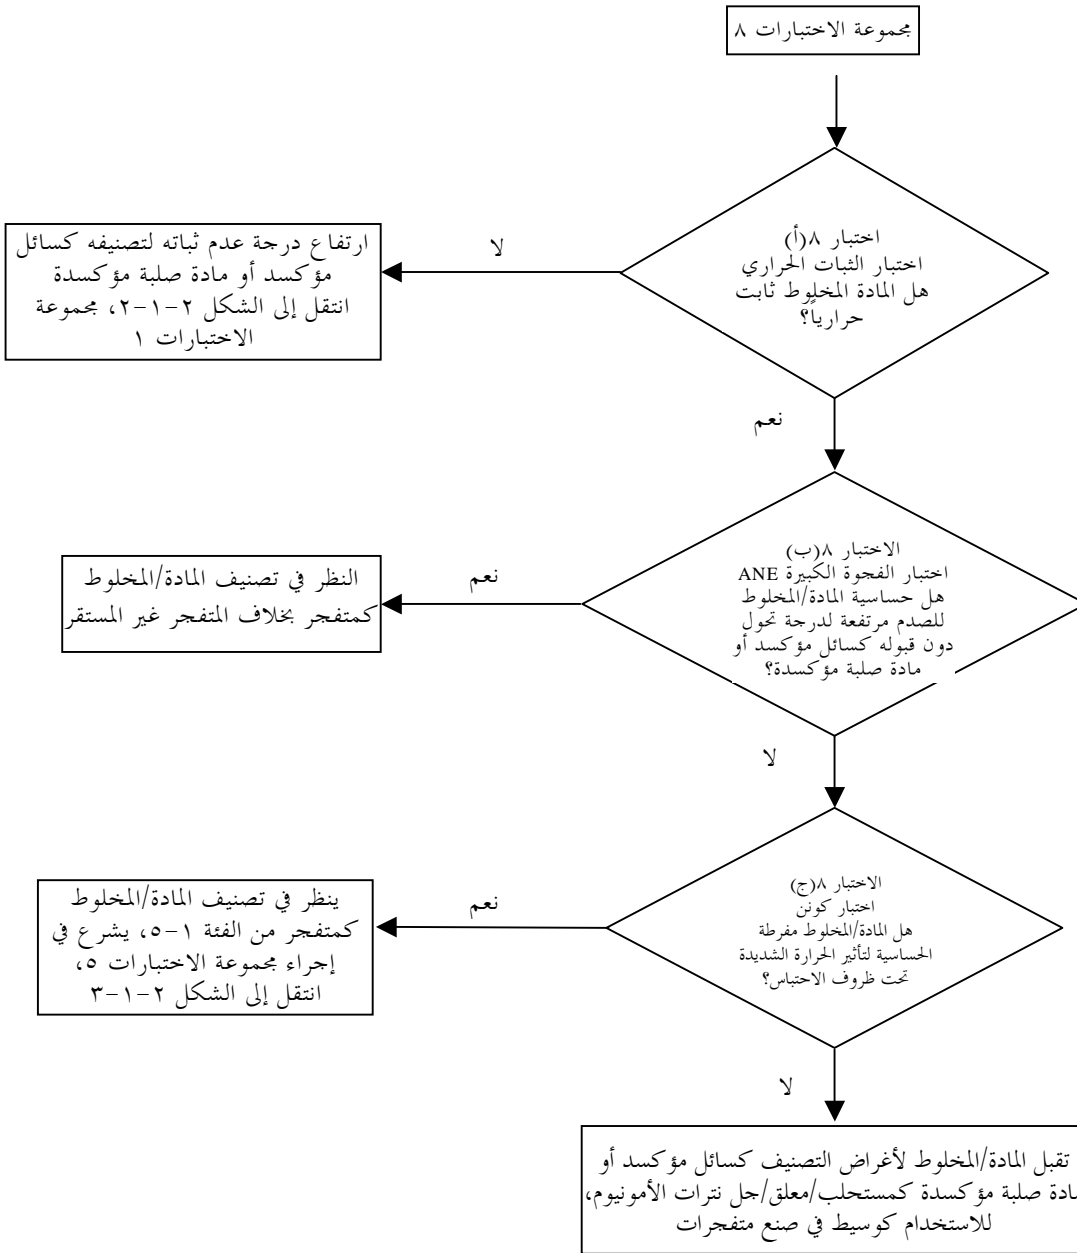 مجموعة الاختبارات ٨
اختبار ٨(أ)
اختبار الثبات الحراري
هل المادة المخلوط ثابت
حرارياً؟
لا
ارتفاع درجة عدم ثباته لتصنيفه كسائل
مؤكسد أو مادة صلبة مؤكسدة
انتقل إلى الشكل ٢-١-٢، مجموعة
الاختبارات ١
نعم
الاختبار ٨(ب)
اختبار الفجوة الكبيرة ANE
هل حساسية المادة/المخلوط
للصدم مرتفعة لدرجة تحول
دون قبوله كسائل مؤكسد أو
مادة صلبة مؤكسدة؟
نعم
النظر في تصنيف المادة/المخلوط
كمتفجر بخلاف المتفجر غير المستقر
لا
الاختبار ٨(ج)
اختبار كونن
هل المادة/المخلوط مفرطة
الحساسية لتأثير الحرارة الشديدة
تحت ظروف الاحتباس؟
نعم
ينظر في تصنيف المادة/المخلوط
كمتفجر من الفئة ١-٥، يشرع في
إجراء مجموعة الاختبارات ٥،
انتقل إلى الشكل ٢-١-٣
لا
تقبل المادة/المخلوط لأغراض التصنيف كسائل مؤكسد أو
مادة صلبة مؤكسدة كمستحلب/معلق/جل نترات الأمونيوم،
للاستخدام كوسيط في صنع متفجرات